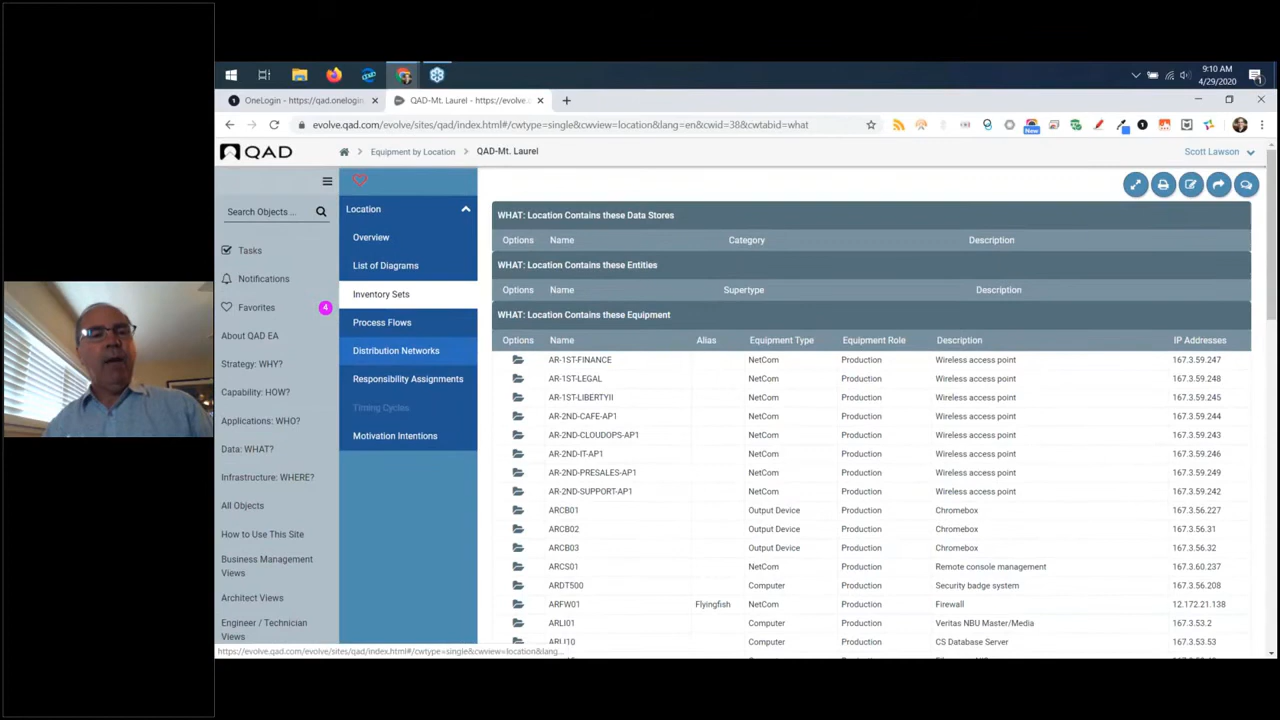 9:10 AM
4/29/2020
OneLogin - https://qad.onelogin
QAD-Mt. Laurel - https://evolve.
evolve.qad.com/evolve/sites/qad/index.html#/cwtype=single&cwview=location&lang=en&cwid=38&cwtabid=what
New
QAD
Equipment by Location
QAD-Mt. Laurel
Scott Lawson
Search Objects ...
Tasks
Notifications
Favorites 4
About QAD EA
Strategy: WHY?
Capability: HOW?
Applications: WHO?
Data: WHAT?
Infrastructure: WHERE?
All Objects
How to Use This Site
Business Management
Views
Architect Views
Engineer / Technician
Views
Location
Overview
List of Diagrams
Inventory Sets
Process Flows
Distribution Networks
Responsibility Assignments
Timing Cycles
Motivation Intentions
WHAT: Location Contains these Data Stores
Options Name Category Description
WHAT: Location Contains these Entities
Options Name Supertype Description
WHAT: Location Contains these Equipment
Options Name Alias Equipment Type Equipment Role Description IP Addresses
AR-1ST-FINANCE NetCom Production Wireless access point 167.3.59.247
AR-1ST-LEGAL NetCom Production Wireless access point 167.3.59.248
AR-1ST-LIBERTYII NetCom Production Wireless access point 167.3.59.245
AR-2ND-CAFE-AP1 NetCom Production Wireless access point 167.3.59.244
AR-2ND-CLOUDOPS-AP1 NetCom Production Wireless access point 167.3.59.243
AR-2ND-IT-AP1 NetCom Production Wireless access point 167.3.59.246
AR-2ND-PRESALES-AP1 NetCom Production Wireless access point 167.3.59.249
AR-2ND-SUPPORT-AP1 NetCom Production Wireless access point 167.3.59.242
ARCB01 Output Device Production Chromebox 167.3.56.227
ARCB02 Output Device Production Chromebox 167.3.56.31
ARCB03 Output Device Production Chromebox 167.3.56.32
ARCS01 NetCom Production Remote console management 167.3.60.237
ARDT500 Computer Production Security badge system 167.3.56.208
ARFW01 Flyingfish NetCom Production Firewall 12.172.21.138
ARLI01 Computer Production Veritas NBU Master/Media 167.3.53.2
ARLI10 Computer Production CS Database Server 167.3.53.53
https://evolve.qad.com/evolve/sites/qad/index.html#/cwtype=single&cwview=location&lang...